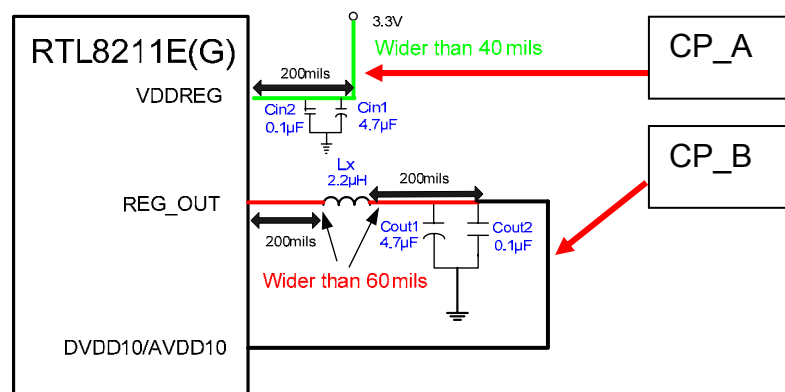 3.3V
RTL8211E(G)
Wider than 40 mils
CP_A
200mils
VDDREG
Cin2
0.1µF
Cin1
4.7µF
CP_B
Lx
2.2µH
200mils
REG_OUT
200mils
Cout1
4.7µF
Cout2
0.1µF
Wider than 60 mils
DVDD10/AVDD10